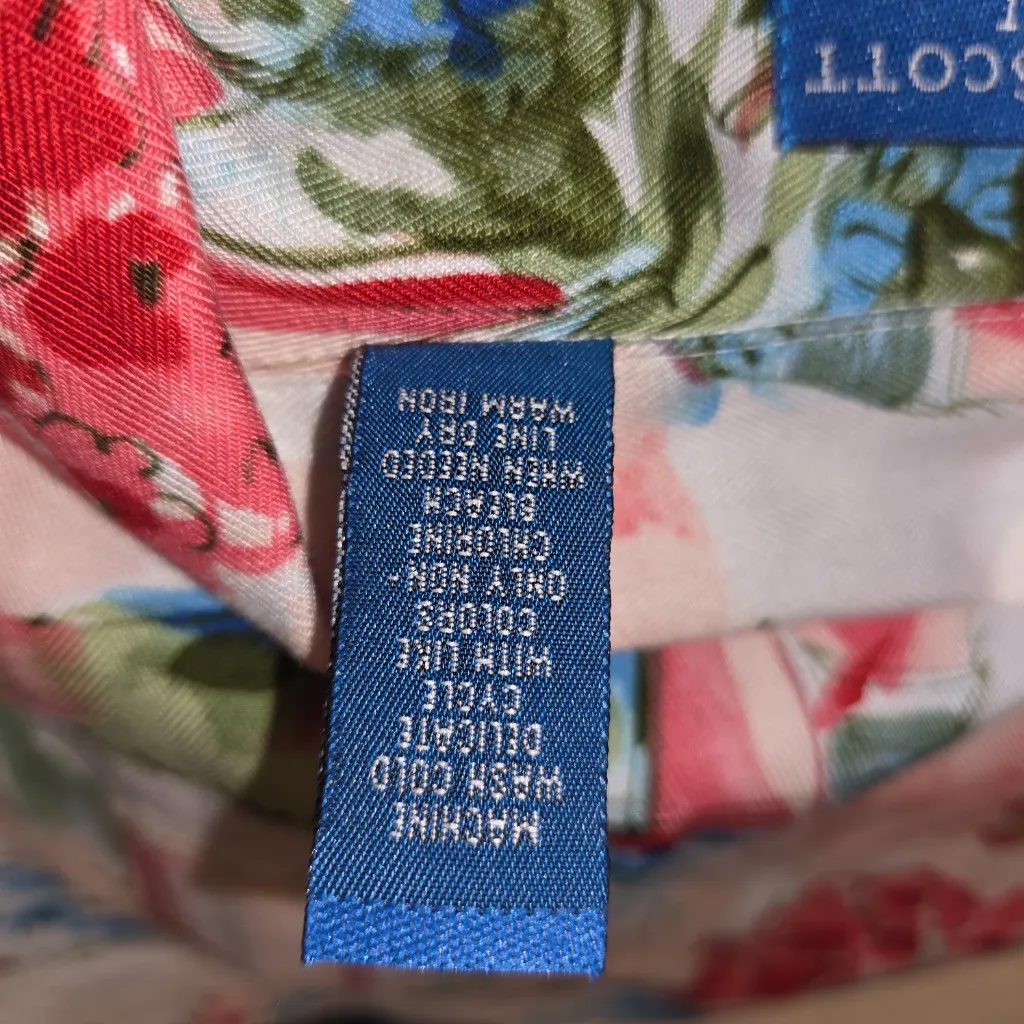 MACHINE
WASH COLD
DELICATE
CYCLE
WITH LIKE
COLORS
ONLY NON-
CHLORINE
BLEACH
WHEN NEEDED
LINE DRY
WARM IRON
SCOTT